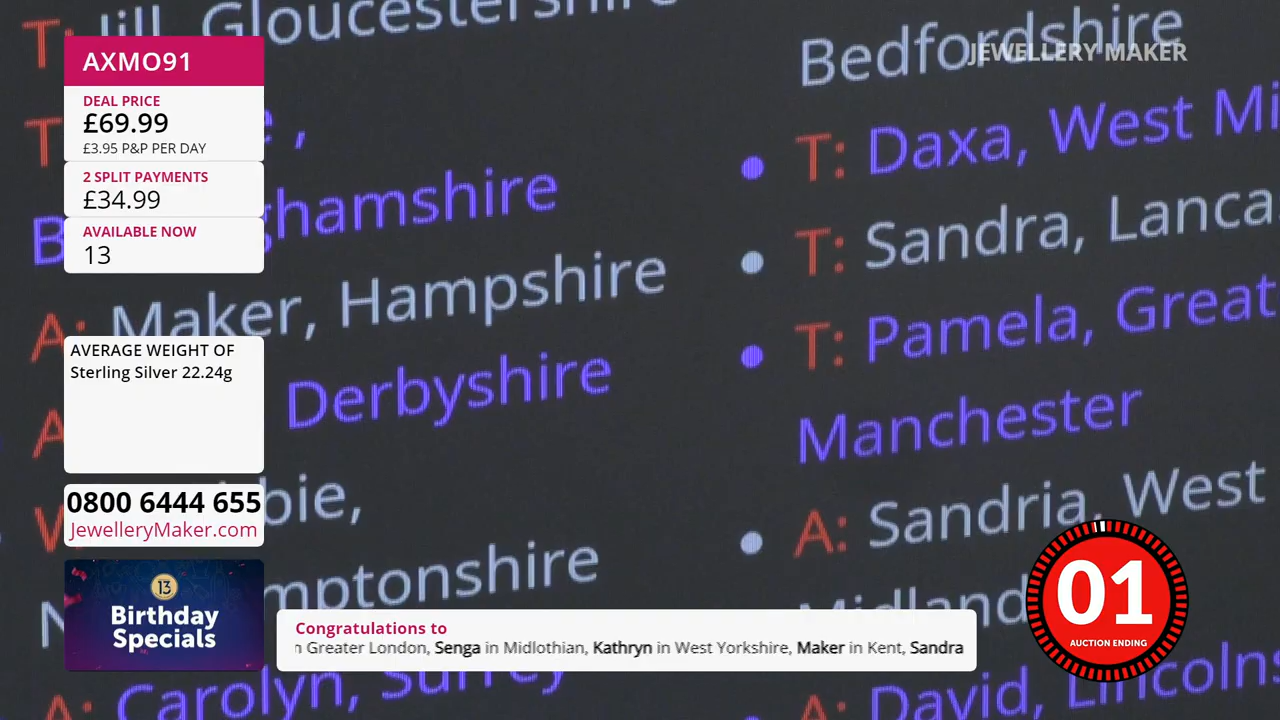 T: Jill, Gloucestershire
T
Maker, Hampshire
A:
Derbyshire
A
W
N
A: Carolyn, Surrey
Bedfordshire
T: Daxa, West Mi
T: Sandra, Lanca
T: Pamela, Great
Manchester
A: Sandria, West
Midland
A: David, Lincolns
JEWELLERY MAKER
AXMO91
DEAL PRICE
£69.99
£3.95 P&P PER DAY
2 SPLIT PAYMENTS
£34.99
AVAILABLE NOW
13
AVERAGE WEIGHT OF
Sterling Silver 22.24g
0800 6444 655
JewelleryMaker.com
13
Birthday
Specials
Congratulations to
n Greater London, Senga in Midlothian, Kathryn in West Yorkshire, Maker in Kent, Sandra
01
AUCTION ENDING